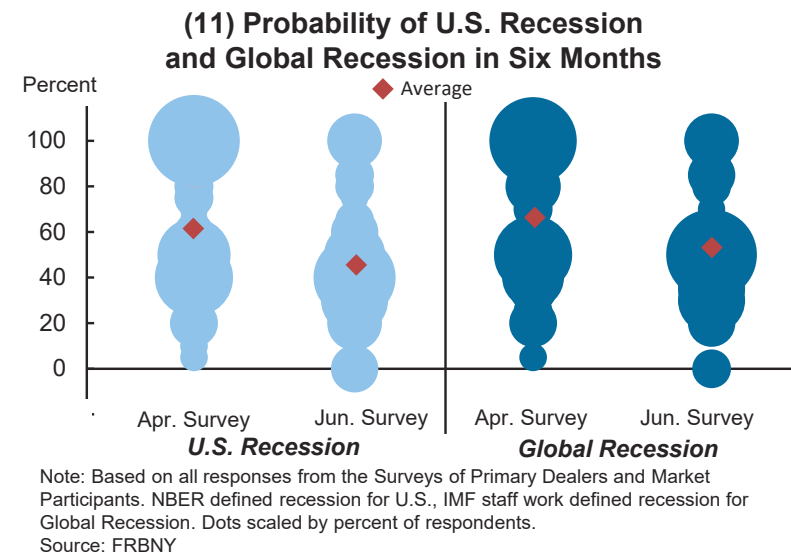 (11) Probability of U.S. Recession
and Global Recession in Six Months
Percent
Average
100
80
60
40
20
0
Apr. Survey
Jun. Survey
Apr. Survey
Jun. Survey
U.S. Recession
Global Recession
Note: Based on all responses from the Surveys of Primary Dealers and Market
Participants. NBER defined recession for U.S., IMF staff work defined recession for
Global Recession. Dots scaled by percent of respondents.
Source: FRBNY